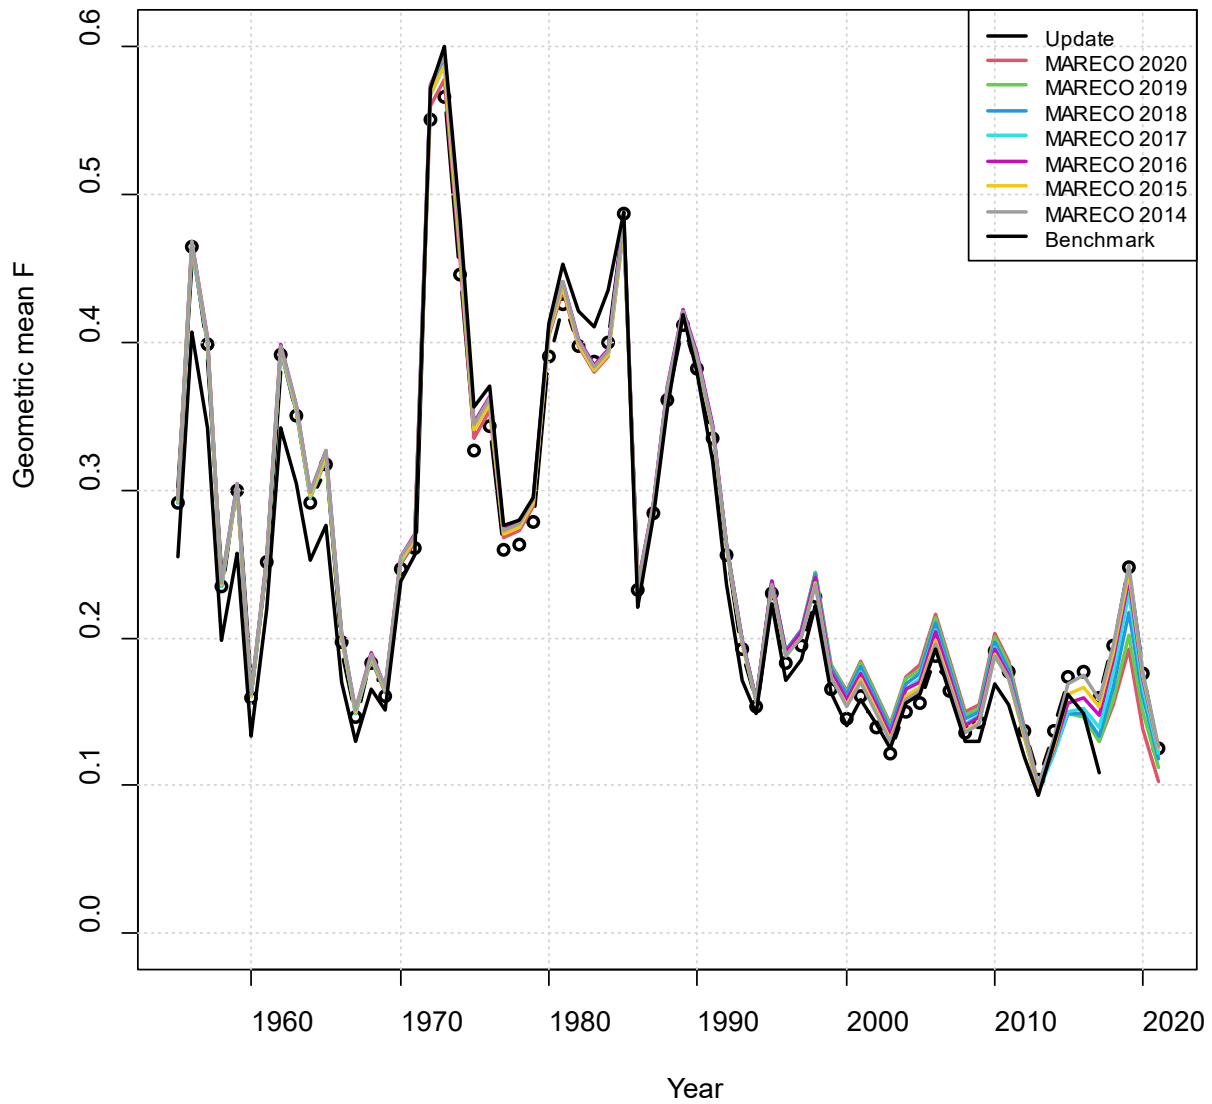 Update
MARECO 2020
MARECO 2019
MARECO 2018
MARECO 2017
MARECO 2016
MARECO 2015
MARECO 2014
Benchmark
Geometric mean F
0.6
0.5
0.4
0.3
0.2
0.1
0.0
1960 1970 1980 1990 2000 2010 2020
Year